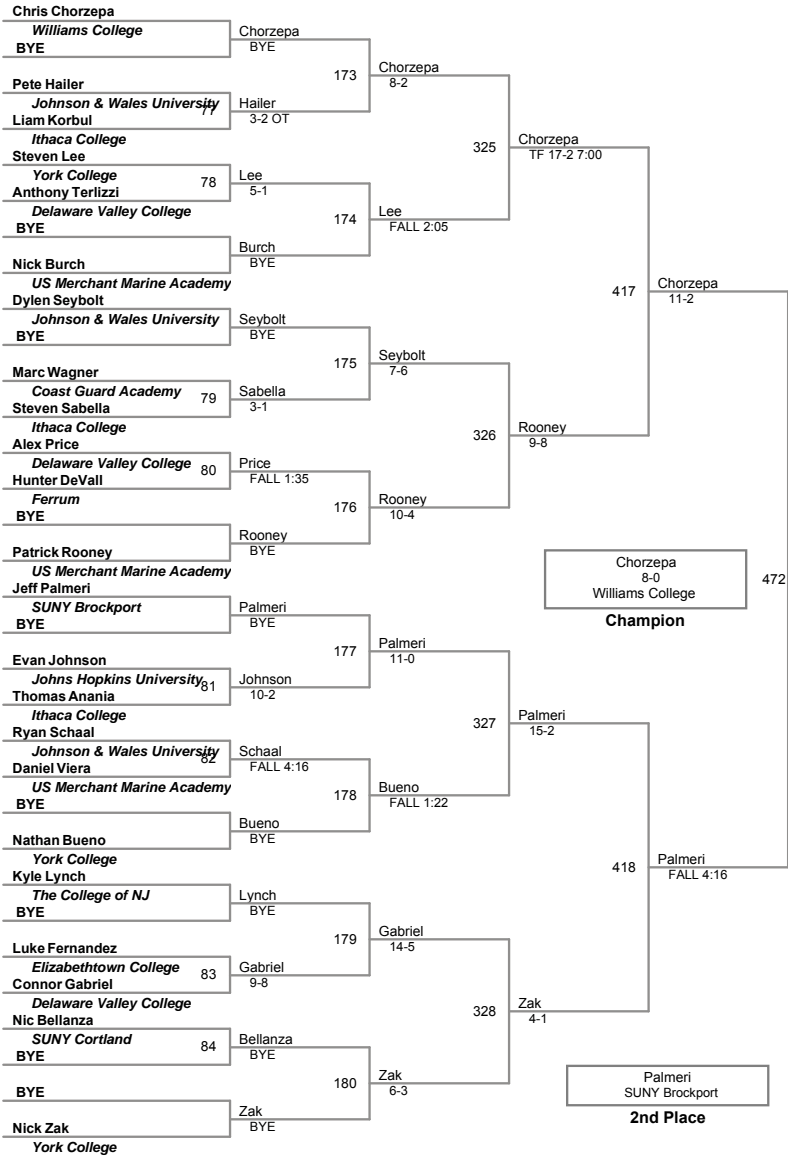 Chris Chorzepa
Williams College
BYE
Pete Hailer
Johnson & Wales University
77
Liam Korbul
Ithaca College
Steven Lee
York College
78
Anthony Terlizzi
Delaware Valley College
BYE
Nick Burch
US Merchant Marine Academy
Dylen Seybolt
Johnson & Wales University
BYE
Marc Wagner
Coast Guard Academy
79
Steven Sabella
Ithaca College
Alex Price
Delaware Valley College
80
Hunter DeVall
Ferrum
BYE
Patrick Rooney
US Merchant Marine Academy
Jeff Palmeri
SUNY Brockport
BYE
Evan Johnson
Johns Hopkins University
81
Thomas Anania
Ithaca College
Ryan Schaal
Johnson & Wales University
82
Daniel Viera
US Merchant Marine Academy
BYE
Nathan Bueno
York College
Kyle Lynch
The College of NJ
BYE
Luke Fernandez
Elizabethtown College
83
Connor Gabriel
Delaware Valley College
Nic Bellanza
SUNY Cortland
84
BYE
BYE
Nick Zak
York College
Chorzepa
BYE
173
Hailer
3-2 OT
Lee
5-1
174
Burch
BYE
Seybolt
BYE
175
Sabella
3-1
Price
FALL 1:35
176
Rooney
BYE
Palmeri
BYE
177
Johnson
10-2
Schaal
FALL 4:16
178
Bueno
BYE
Lynch
BYE
179
Gabriel
9-8
Bellanza
BYE
180
Zak
BYE
Chorzepa
8-2
325
Lee
FALL 2:05
Seybolt
7-6
326
Rooney
10-4
Palmeri
11-0
327
Bueno
FALL 1:22
Gabriel
14-5
328
Zak
6-3
Chorzepa
TF 17-2 7:00
417
Rooney
9-8
Palmeri
15-2
418
Zak
4-1
Chorzepa
11-2
472
Palmeri
FALL 4:16
Chorzepa
8-0
Williams College
Champion
Palmeri
SUNY Brockport
2nd Place